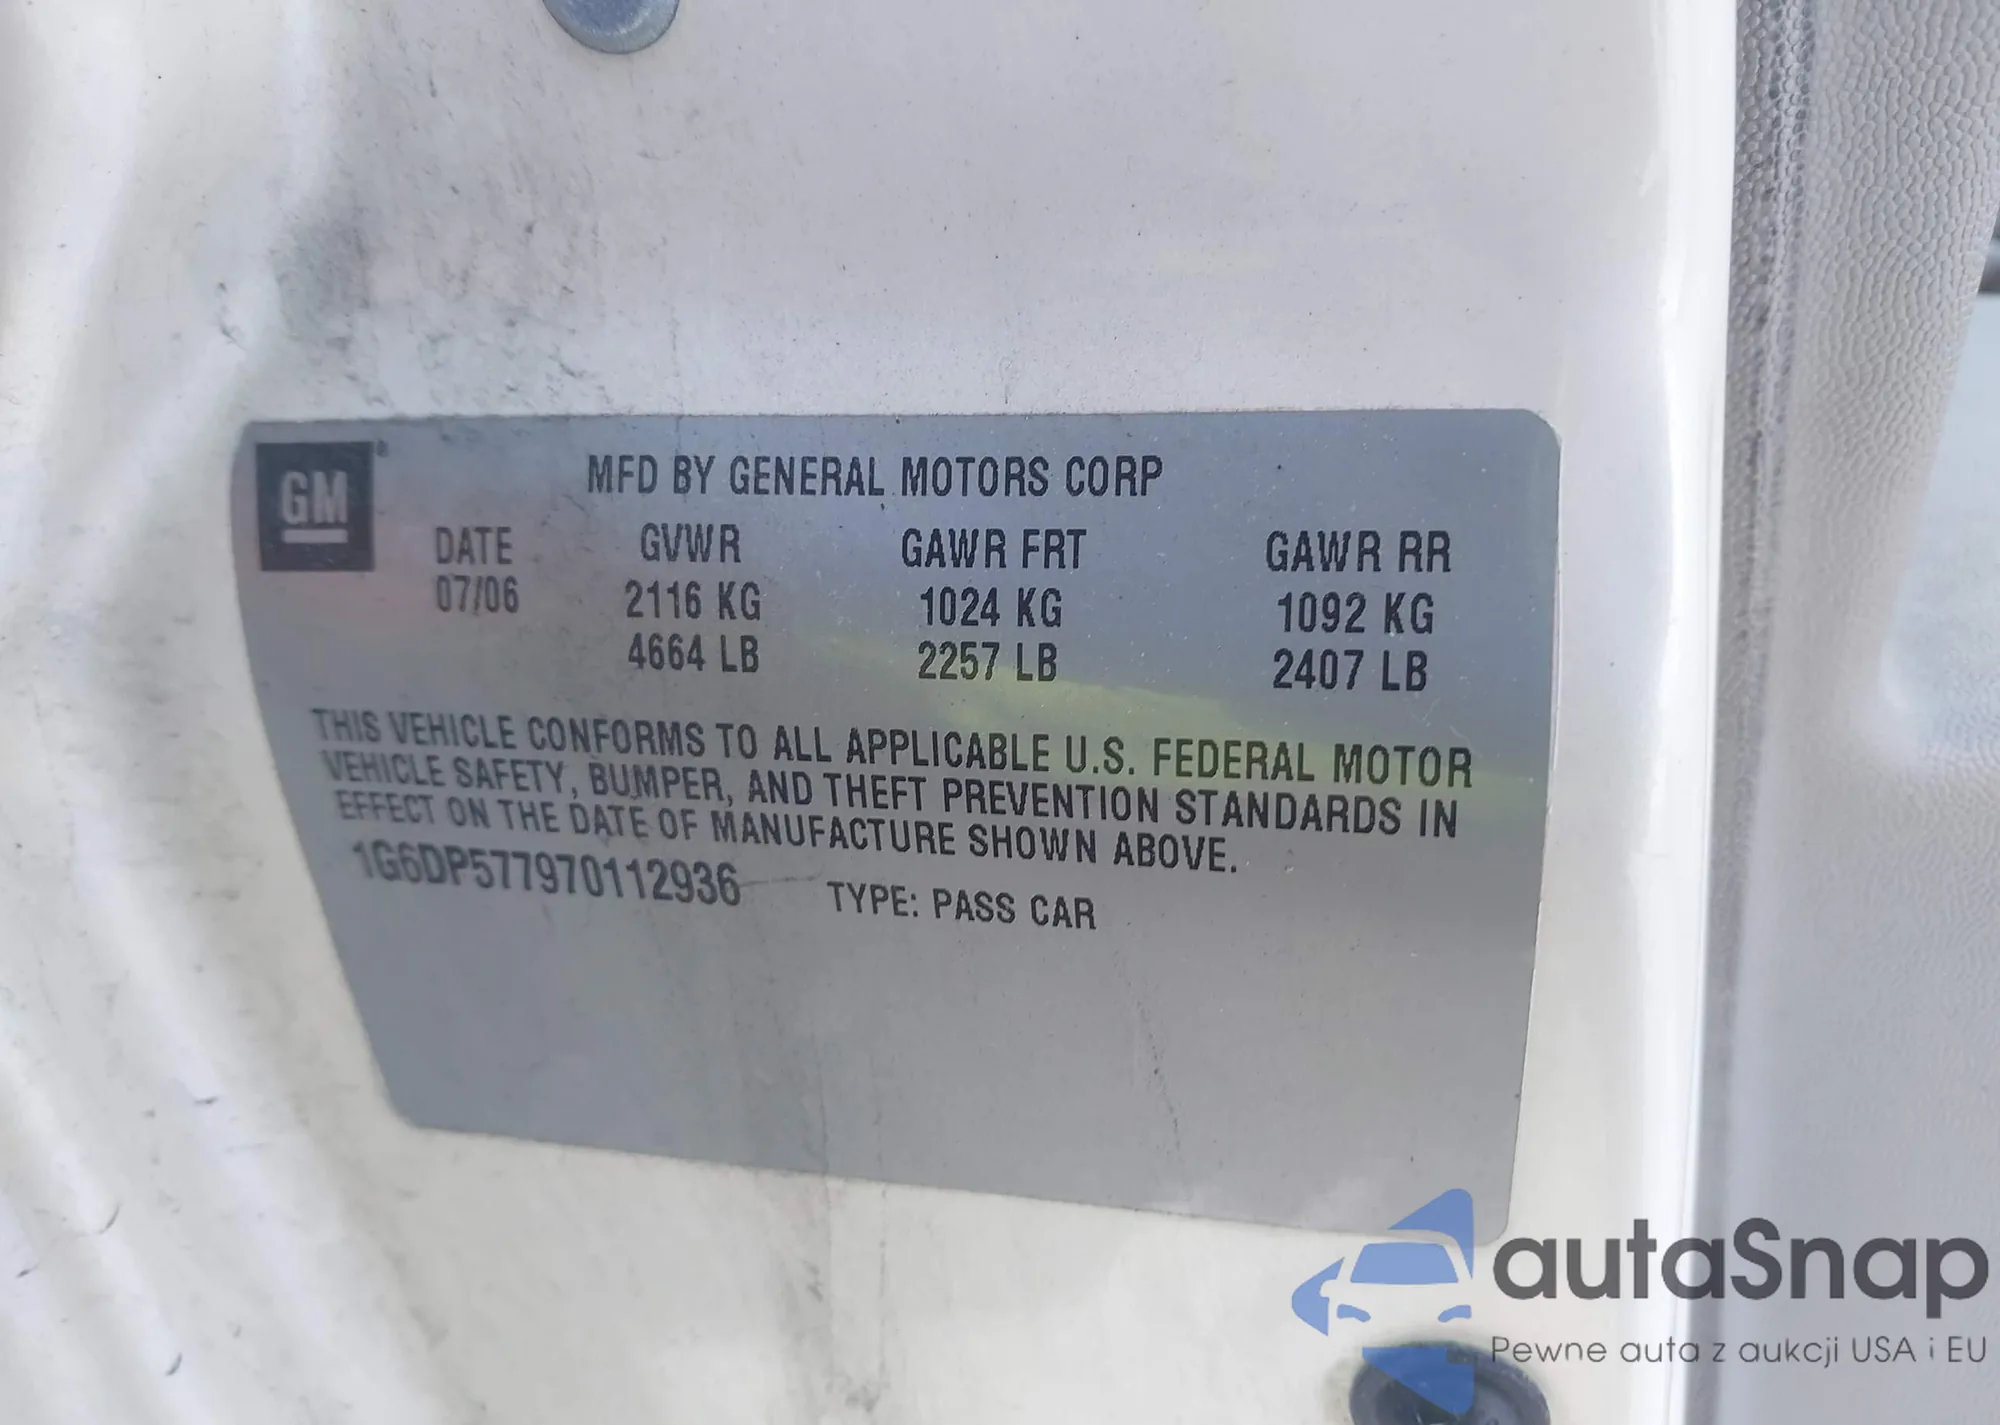 GM®
MFD BY GENERAL MOTORS CORP
DATE GVWR GAWR FRT GAWR RR
07/06 2116 KG 1024 KG 1092 KG
4664 LB 2257 LB 2407 LB
THIS VEHICLE CONFORMS TO ALL APPLICABLE U.S. FEDERAL MOTOR
VEHICLE SAFETY, BUMPER, AND THEFT PREVENTION STANDARDS IN
EFFECT ON THE DATE OF MANUFACTURE SHOWN ABOVE.
1G6DP577970112936 TYPE: PASS CAR
autaSnap
Pewne auta z aukcji USA i EU